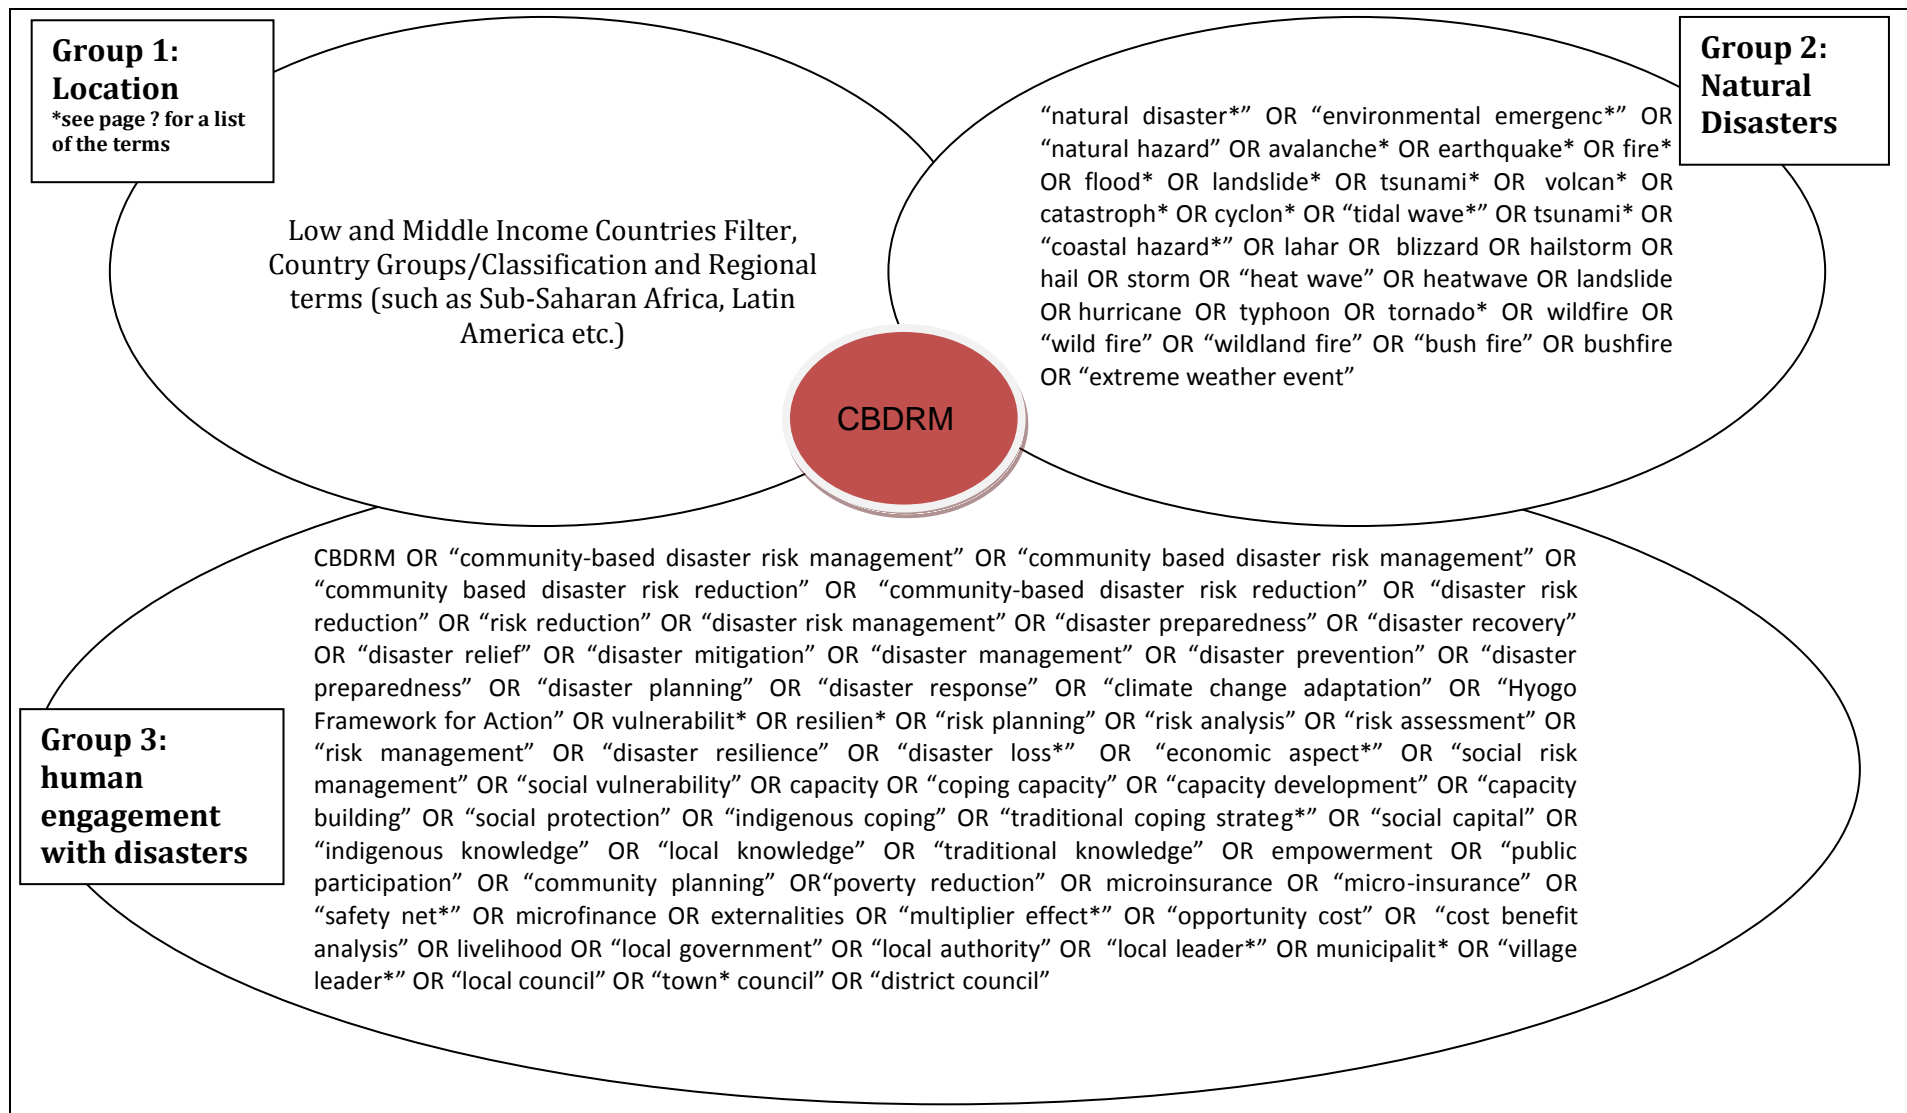 Group 1:
Location
*see page ? for a list
of the terms
Low and Middle Income Countries Filter,
Country Groups/Classification and Regional
terms (such as Sub-Saharan Africa, Latin
America etc.)
Group 2:
Natural
Disasters
“natural disaster*” OR “environmental emergenc*” OR
“natural hazard” OR avalanche* OR earthquake* OR fire*
OR flood* OR landslide* OR tsunami* OR volcan* OR
catastroph* OR cyclon* OR “tidal wave*” OR tsunami* OR
“coastal hazard*” OR lahar OR blizzard OR hailstorm OR
hail OR storm OR “heat wave” OR heatwave OR landslide
OR hurricane OR typhoon OR tornado* OR wildfire OR
“wild fire” OR “wildland fire” OR “bush fire” OR bushfire
OR “extreme weather event”
CBDRM
Group 3:
human
engagement
with disasters
CBDRM OR “community-based disaster risk management” OR “community based disaster risk management” OR
“community based disaster risk reduction” OR “community-based disaster risk reduction” OR “disaster risk
reduction” OR “risk reduction” OR “disaster risk management” OR “disaster preparedness” OR “disaster recovery”
OR “disaster relief” OR “disaster mitigation” OR “disaster management” OR “disaster prevention” OR “disaster
preparedness” OR “disaster planning” OR “disaster response” OR “climate change adaptation” OR “Hyogo
Framework for Action” OR vulnerabilit* OR resilien* OR “risk planning” OR “risk analysis” OR “risk assessment” OR
“risk management” OR “disaster resilience” OR “disaster loss*” OR “economic aspect*” OR “social risk
management” OR “social vulnerability” OR capacity OR “coping capacity” OR “capacity development” OR “capacity
building” OR “social protection” OR “indigenous coping” OR “traditional coping strateg*” OR “social capital” OR
“indigenous knowledge” OR “local knowledge” OR “traditional knowledge” OR empowerment OR “public
participation” OR “community planning” OR“poverty reduction” OR microinsurance OR “micro-insurance” OR
“safety net*” OR microfinance OR externalities OR “multiplier effect*” OR “opportunity cost” OR “cost benefit
analysis” OR livelihood OR “local government” OR “local authority” OR “local leader*” OR municipalit* OR “village
leader*” OR “local council” OR “town* council” OR “district council”